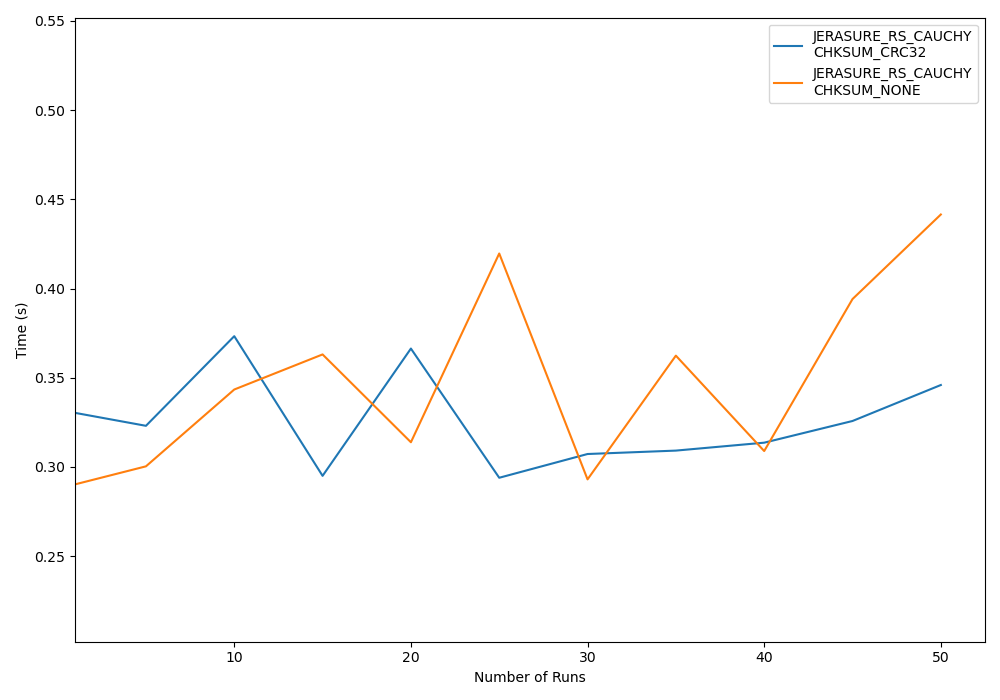 JERASURE_RS_CAUCHY
CHKSUM_CRC32
JERASURE_RS_CAUCHY
CHKSUM_NONE
0.55
0.50
0.45
0.40
0.35
0.30
0.25
Time (s)
10 20 30 40 50
Number of Runs